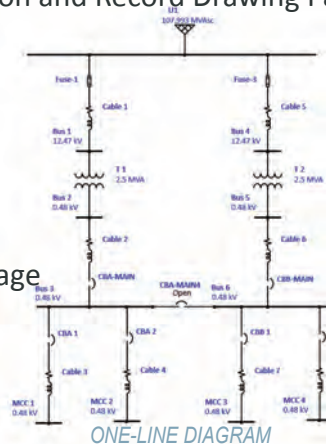 on and Record Drawing
U1
107.993 MVAsc
Fuse-1
Fuse-3
Cable 1
Cable 5
Bus 1
12.47 kV
Bus 4
12.47 kV
T 1
2.5 MVA
T 2
2.5 MVA
Bus 2
0.48 kV
Bus 5
0.48 kV
Cable 2
Cable 6
age
CBA-MAIN
CBB-MAIN
Bus 3
0.48 kV
CBA-MAIN4
Open
Bus 6
0.48 kV
CBA 1
CBA 2
CBB 1
Cable 3
Cable 4
Cable 7
MCC 1
0.48 kV
MCC 2
0.48 kV
MCC 3
0.48 kV
MCC 4
0.48 kV
ONE-LINE DIAGRAM